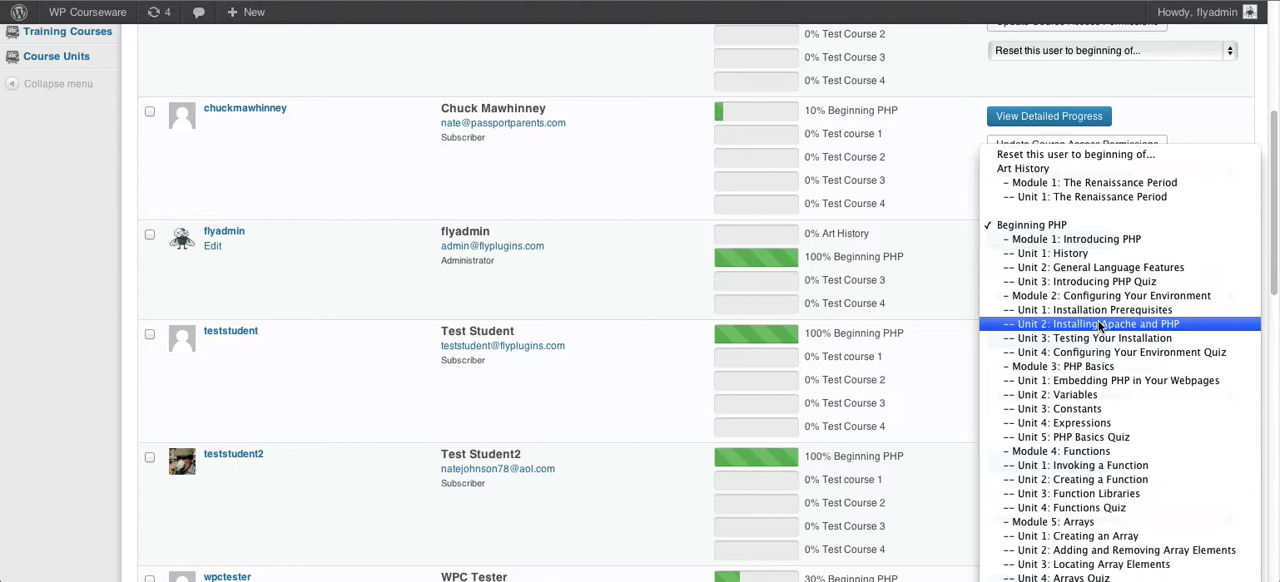 WP Courseware 4 New Howdy, flyadmin
Training Courses
Course Units
Collapse menu
0% Test Course 2
0% Test Course 3
0% Test Course 4
Update Course Access Permissions
Reset this user to beginning of...
chuckmawhinney
Chuck Mawhinney
nate@passportparents.com
Subscriber
10% Beginning PHP
0% Test course 1
0% Test Course 2
0% Test Course 3
0% Test Course 4
View Detailed Progress
Update Course Access Permissions
flyadmin
Edit
flyadmin
admin@flyplugins.com
Administrator
0% Art History
100% Beginning PHP
0% Test Course 3
0% Test Course 4
teststudent
Test Student
teststudent@flyplugins.com
Subscriber
100% Beginning PHP
0% Test course 1
0% Test Course 2
0% Test Course 3
0% Test Course 4
teststudent2
Test Student2
natejohnson78@aol.com
Subscriber
100% Beginning PHP
0% Test course 1
0% Test Course 2
0% Test Course 3
0% Test Course 4
wpctester
WPC Tester
30% Beginning PHP
Reset this user to beginning of...
Art History
- Module 1: The Renaissance Period
-- Unit 1: The Renaissance Period
✓ Beginning PHP
- Module 1: Introducing PHP
-- Unit 1: History
-- Unit 2: General Language Features
-- Unit 3: Introducing PHP Quiz
- Module 2: Configuring Your Environment
-- Unit 1: Installation Prerequisites
-- Unit 2: Installing Apache and PHP
-- Unit 3: Testing Your Installation
-- Unit 4: Configuring Your Environment Quiz
- Module 3: PHP Basics
-- Unit 1: Embedding PHP in Your Webpages
-- Unit 2: Variables
-- Unit 3: Constants
-- Unit 4: Expressions
-- Unit 5: PHP Basics Quiz
- Module 4: Functions
-- Unit 1: Invoking a Function
-- Unit 2: Creating a Function
-- Unit 3: Function Libraries
-- Unit 4: Functions Quiz
- Module 5: Arrays
-- Unit 1: Creating an Array
-- Unit 2: Adding and Removing Array Elements
-- Unit 3: Locating Array Elements
-- Unit 4: Arrays Quiz